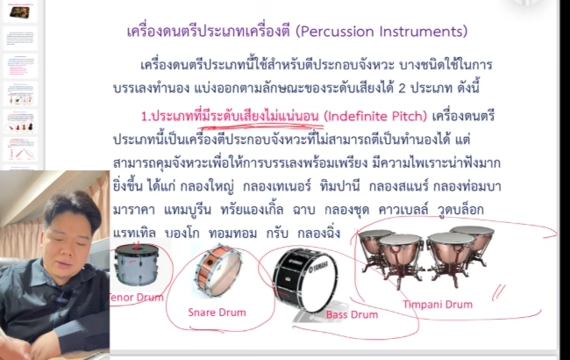 เครื่องดนตรีประเภทเครื่องตี (Percussion Instruments)
เครื่องดนตรีประเภทนี้ใช้สำหรับตีประกอบจังหวะ บางชนิดใช้ในการ
บรรเลงทำนอง แบ่งออกตามลักษณะของระดับเสียงได้ 2 ประเภท ดังนี้
1.ประเภทที่มีระดับเสียงไม่แน่นอน (Indefinite Pitch) เครื่องดนตรี
ประเภทนี้เป็นเครื่องตีประกอบจังหวะที่ไม่สามารถตีเป็นทำนองได้ แต่
สามารถคุมจังหวะเพื่อให้การบรรเลงพร้อมเพรียง มีความไพเราะน่าฟังมาก
ยิ่งขึ้น ได้แก่ กลองใหญ่ กลองเทเนอร์ ทิมปานี กลองสแนร์ กลองท่อมบา
มาราคา แทมบูรีน ทรัยแองเกิ้ล ฉาบ กลองชุด คาวเบลล์ วูดบล็อก
แรทเทิล บองโก ทอมทอม กรับ กลองฉิ่ง
YAMAHA
Tenor Drum
Snare Drum
Bass Drum
Timpani Drum